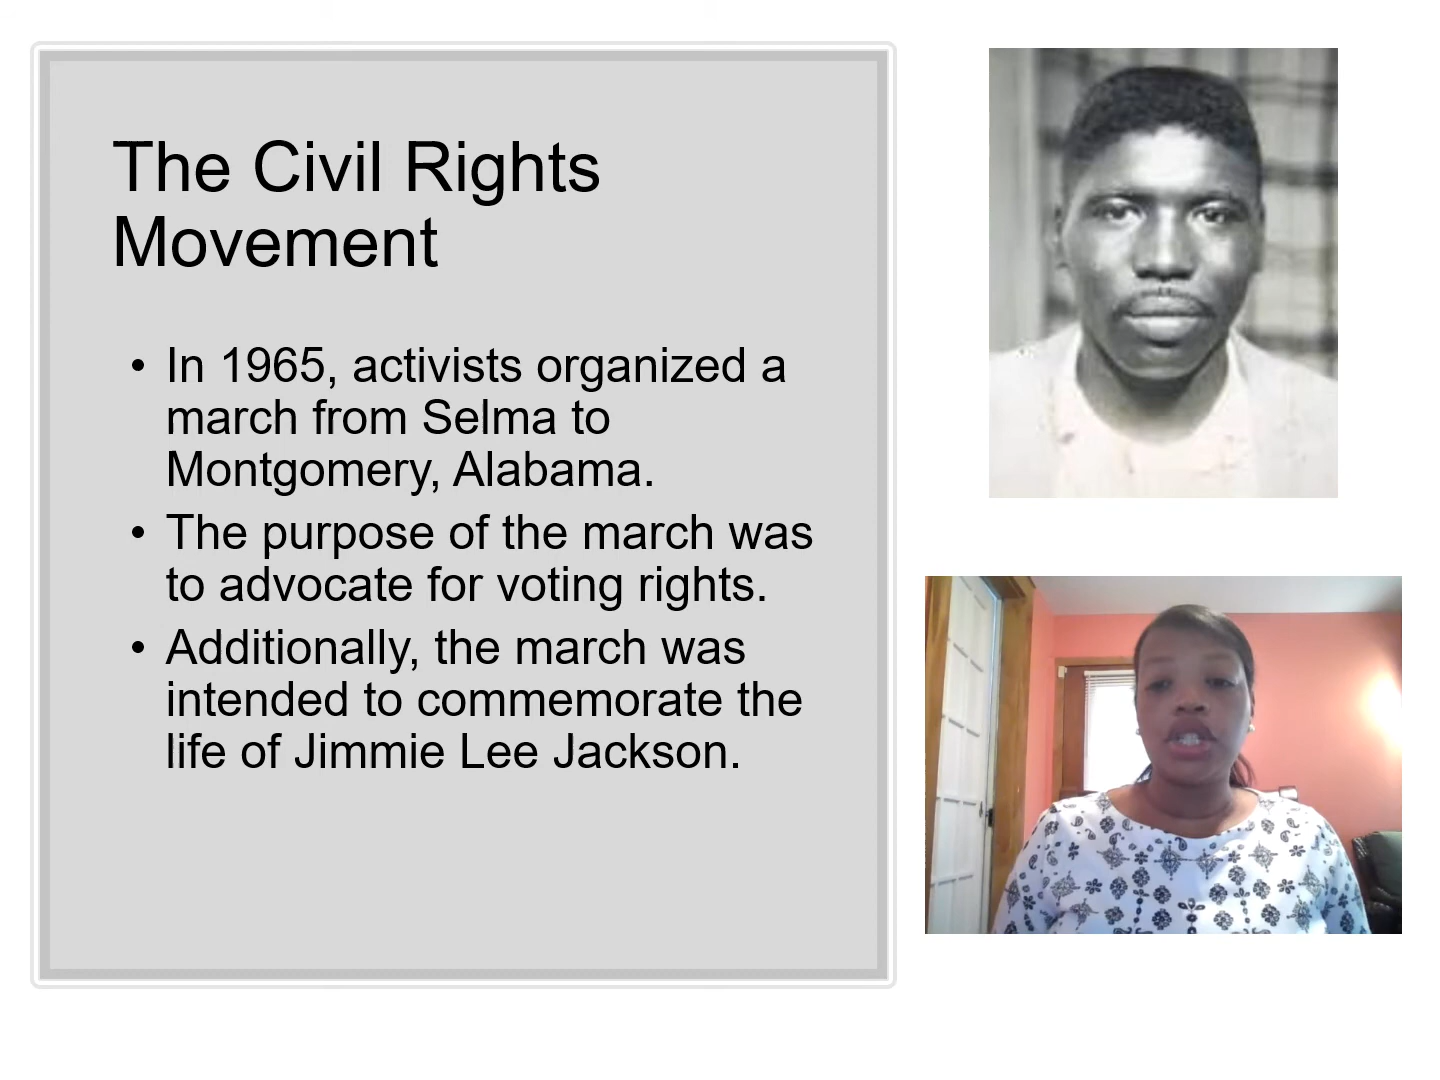 The Civil Rights
Movement
• In 1965, activists organized a
march from Selma to
Montgomery, Alabama.
• The purpose of the march was
to advocate for voting rights.
• Additionally, the march was
intended to commemorate the
life of Jimmie Lee Jackson.